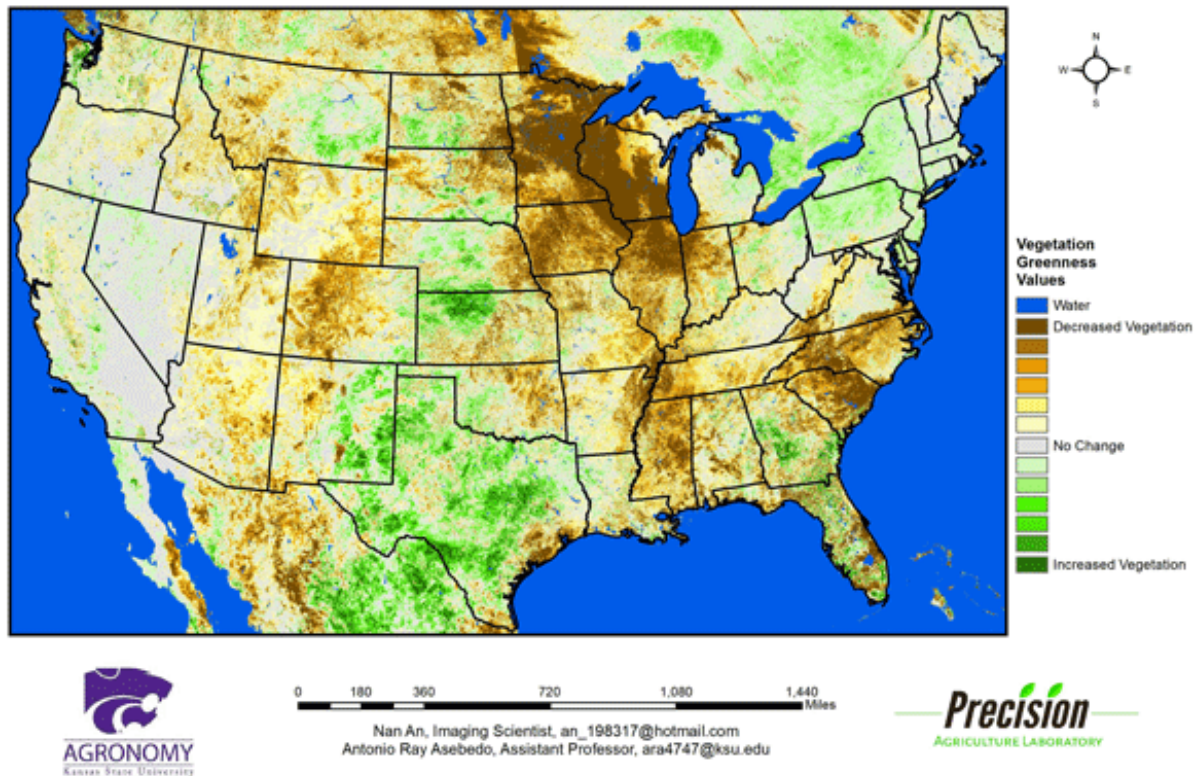 N
W E
S
Vegetation
Greenness
Values
Water
Decreased Vegetation
No Change
Increased Vegetation
0 180 360 720 1,080 1,440
Miles
Nan An, Imaging Scientist, an_198317@hotmail.com
Antonio Ray Asebedo, Assistant Professor, ara4747@ksu.edu
AGRONOMY
Kansas State University
Precision
AGRICULTURE LABORATORY